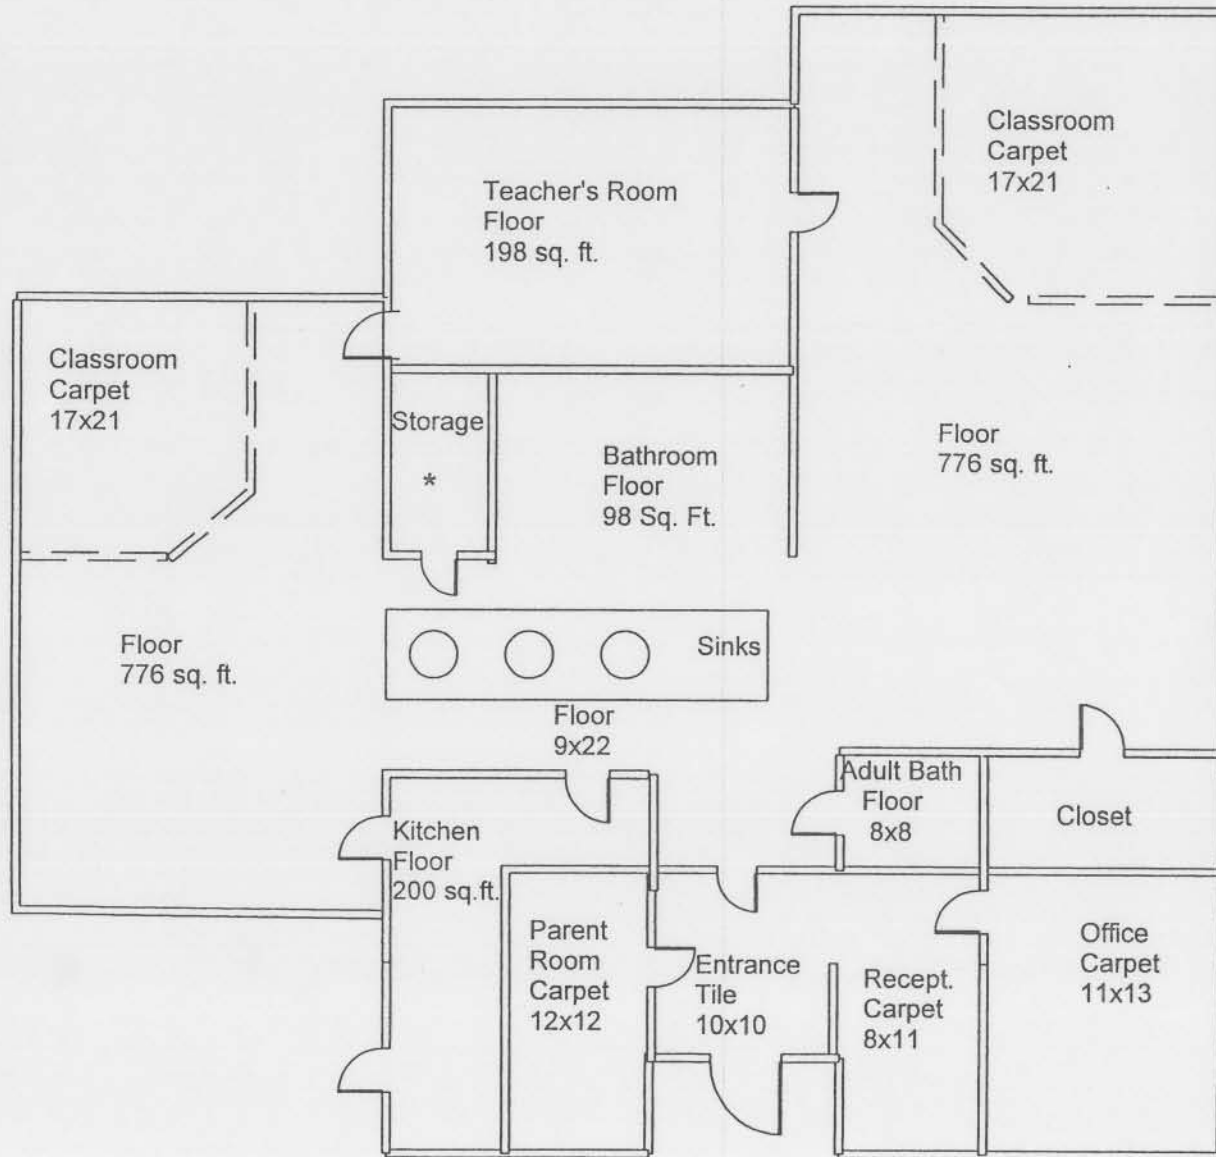 Classroom
Carpet
17x21
Teacher's Room
Floor
198 sq. ft.
Classroom
Carpet
17x21
Storage
*
Bathroom
Floor
98 Sq. Ft.
Floor
776 sq. ft.
Floor
776 sq. ft.
Sinks
Floor
9x22
Adult Bath
Floor
8x8
Closet
Kitchen
Floor
200 sq.ft.
Parent
Room
Carpet
12x12
Entrance
Tile
10x10
Recept.
Carpet
8x11
Office
Carpet
11x13